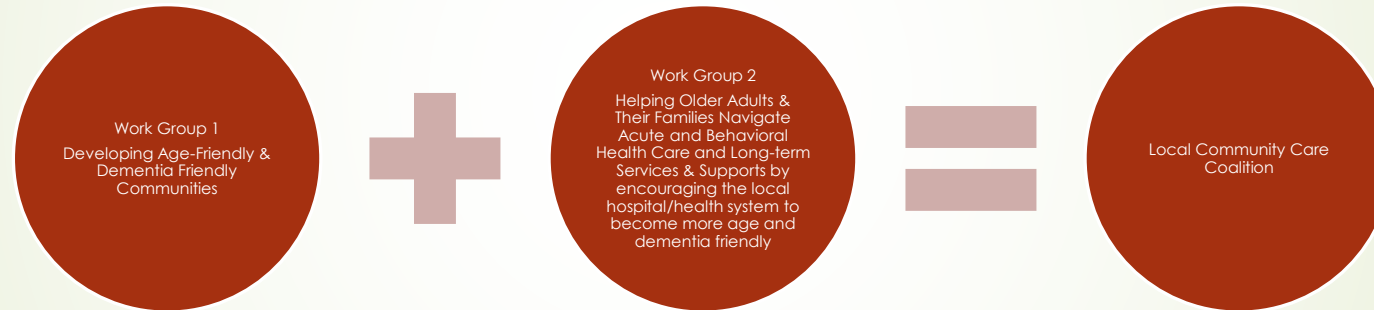 Work Group 1
Developing Age-Friendly &
Dementia Friendly
Communities
Work Group 2
Helping Older Adults &
Their Families Navigate
Acute and Behavioral
Health Care and Long-term
Services & Supports by
encouraging the local
hospital/health system to
become more age and
dementia friendly
Local Community Care
Coalition